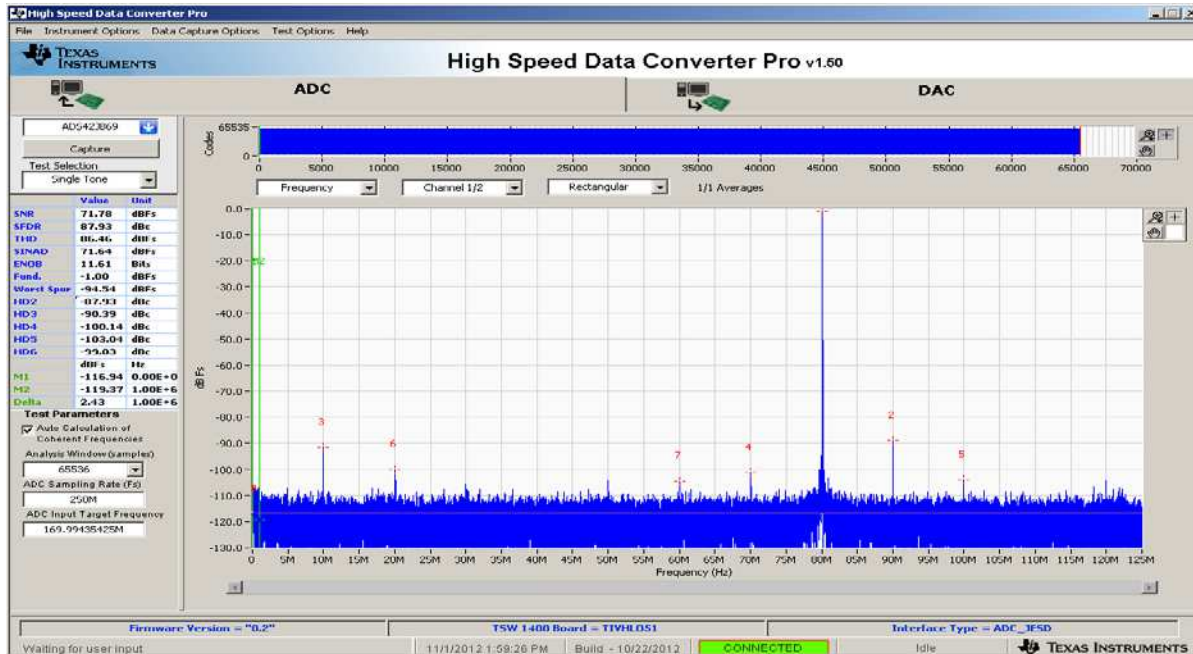 High Speed Data Converter Pro
File Instrument Options Data Capture Options Test Options Help
TEXAS INSTRUMENTS
High Speed Data Converter Pro v1.50
ADC
DAC
ADS42JB69
Capture
Test Selection
Single Tone
Value Unit
SNR 71.78 dBFs
SFDR 87.93 dBc
THD 86.46 dBFs
SINAD 71.64 dBFs
ENOB 11.61 Bits
Fund. -1.00 dBFs
Worst Spur -94.54 dBFs
HD2 -87.93 dBc
HD3 -90.39 dBc
HD4 -100.14 dBc
HD5 -103.04 dBc
HD6 -99.03 dBc
dBFs Hz
M1 -116.94 0.00E+0
M2 -119.37 1.00E+6
Delta 2.43 1.00E+6
Test Parameters
Auto Calculation of
Coherent Frequencies
Analysis Window (samples)
65536
ADC Sampling Rate (Fs)
250M
ADC Input Target Frequency
169.99435425M
Codes
65535
0
0 5000 10000 15000 20000 25000 30000 35000 40000 45000 50000 55000 60000 65000 70000
Frequency Channel 1/2 Rectangular 1/1 Averages
dBFs
0.0
-10.0
-20.0
-30.0
-40.0
-50.0
-60.0
-70.0
-80.0
-90.0
-100.0
-110.0
-120.0
-130.0
3
6
7
4
2
5
0 5M 10M 15M 20M 25M 30M 35M 40M 45M 50M 55M 60M 65M 70M 75M 80M 85M 90M 95M 100M 105M 110M 115M 120M 125M
Frequency (Hz)
Firmware Version = "0.2"
TSW 1400 Board = TIVHLOS1
Interface Type = ADC_JESD
Waiting for user input
11/1/2012 1:59:26 PM
Build - 10/22/2012
CONNECTED
Idle
TEXAS INSTRUMENTS